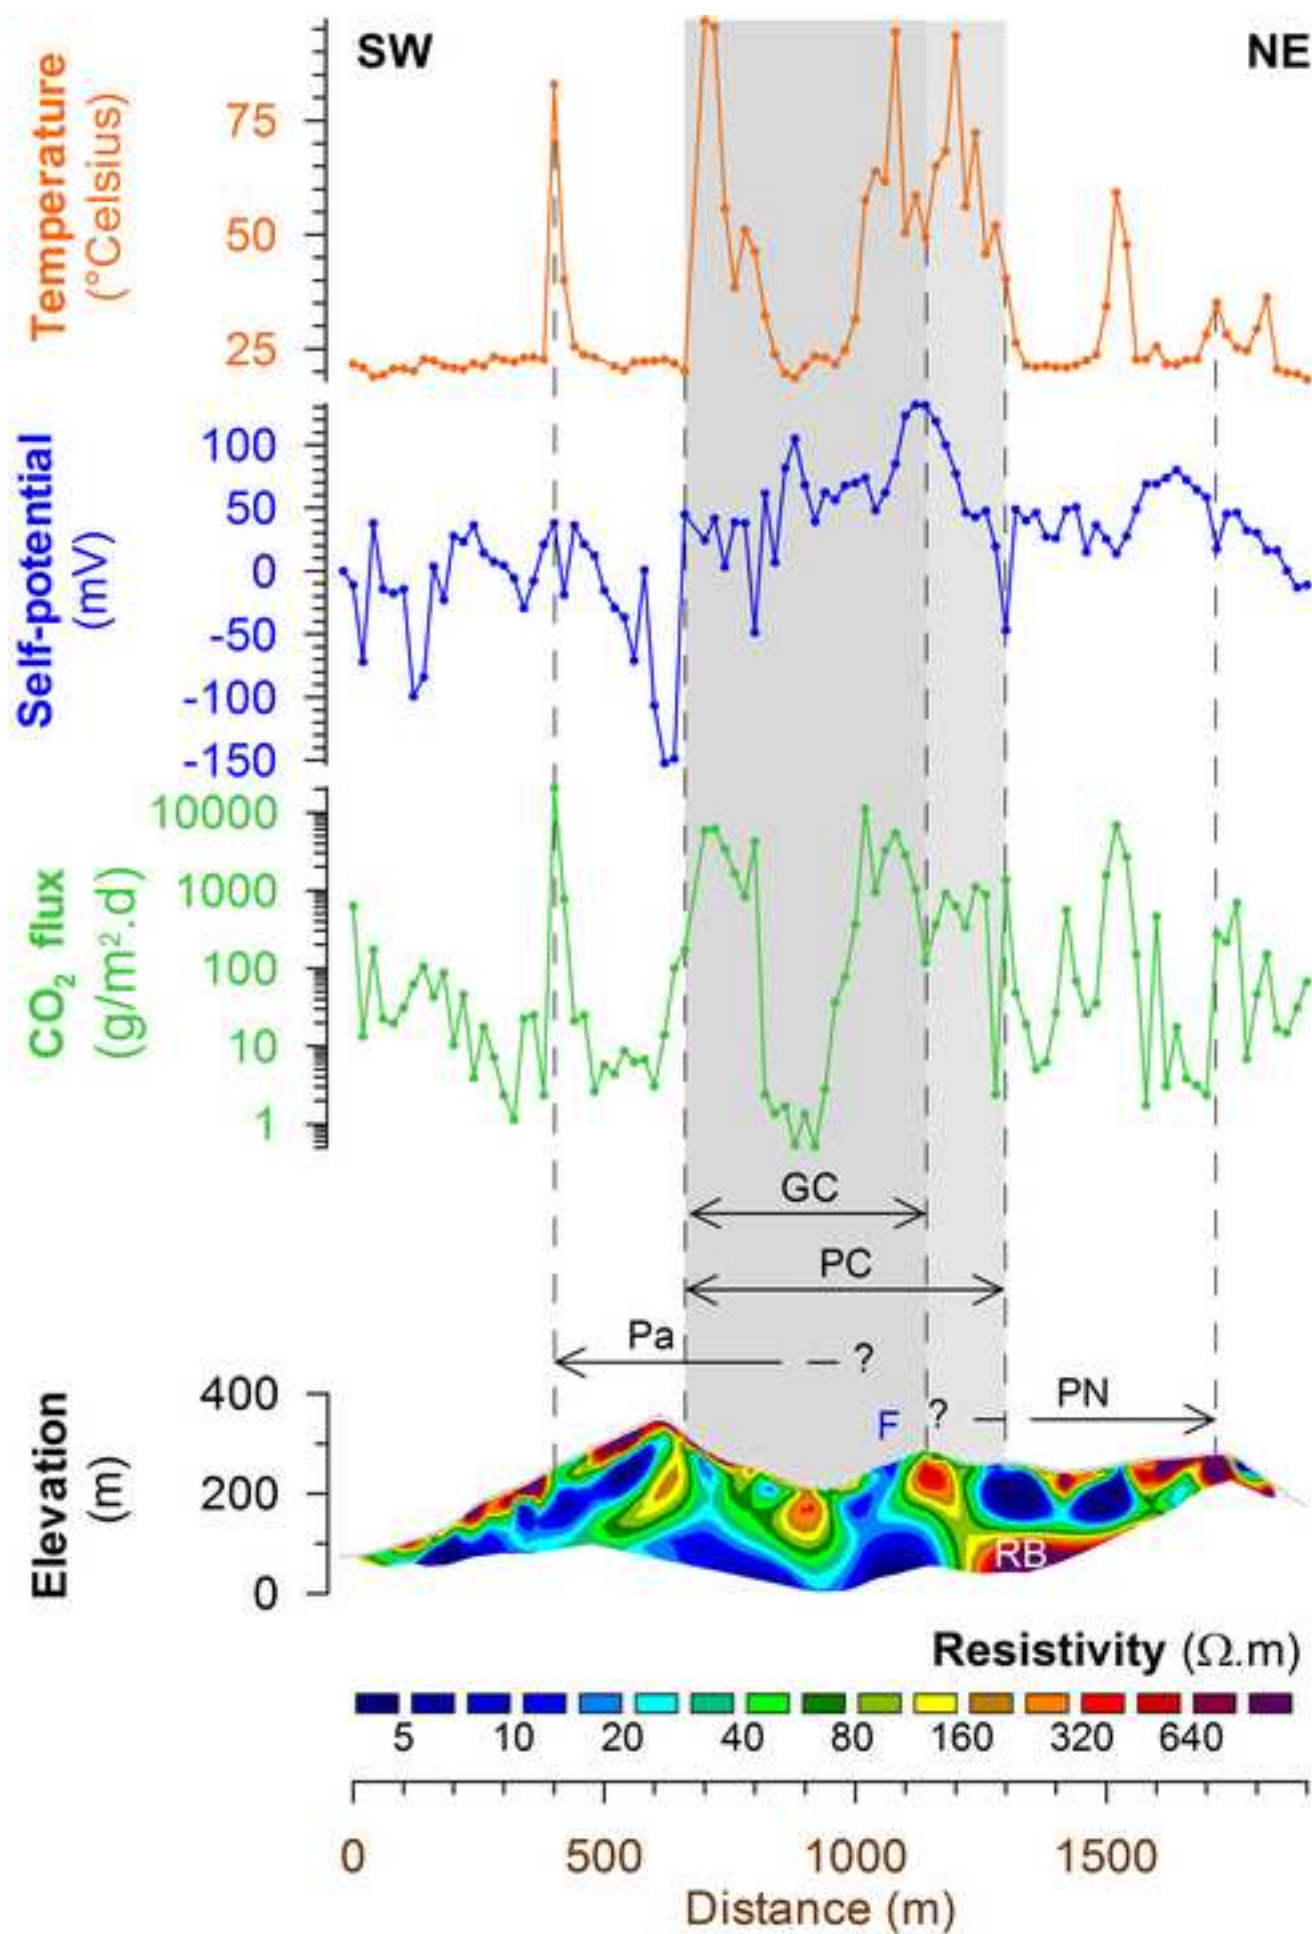 SW
NE
Temperature
(°Celsius)
75
50
25
Self-potential
(mV)
100
50
0
-50
-100
-150
CO₂ flux
(g/m².d)
10000
1000
100
10
1
GC
PC
Pa
?
PN
?
F
Elevation
(m)
400
200
0
RB
Resistivity (Ω.m)
5 10 20 40 80 160 320 640
0 500 1000 1500
Distance (m)